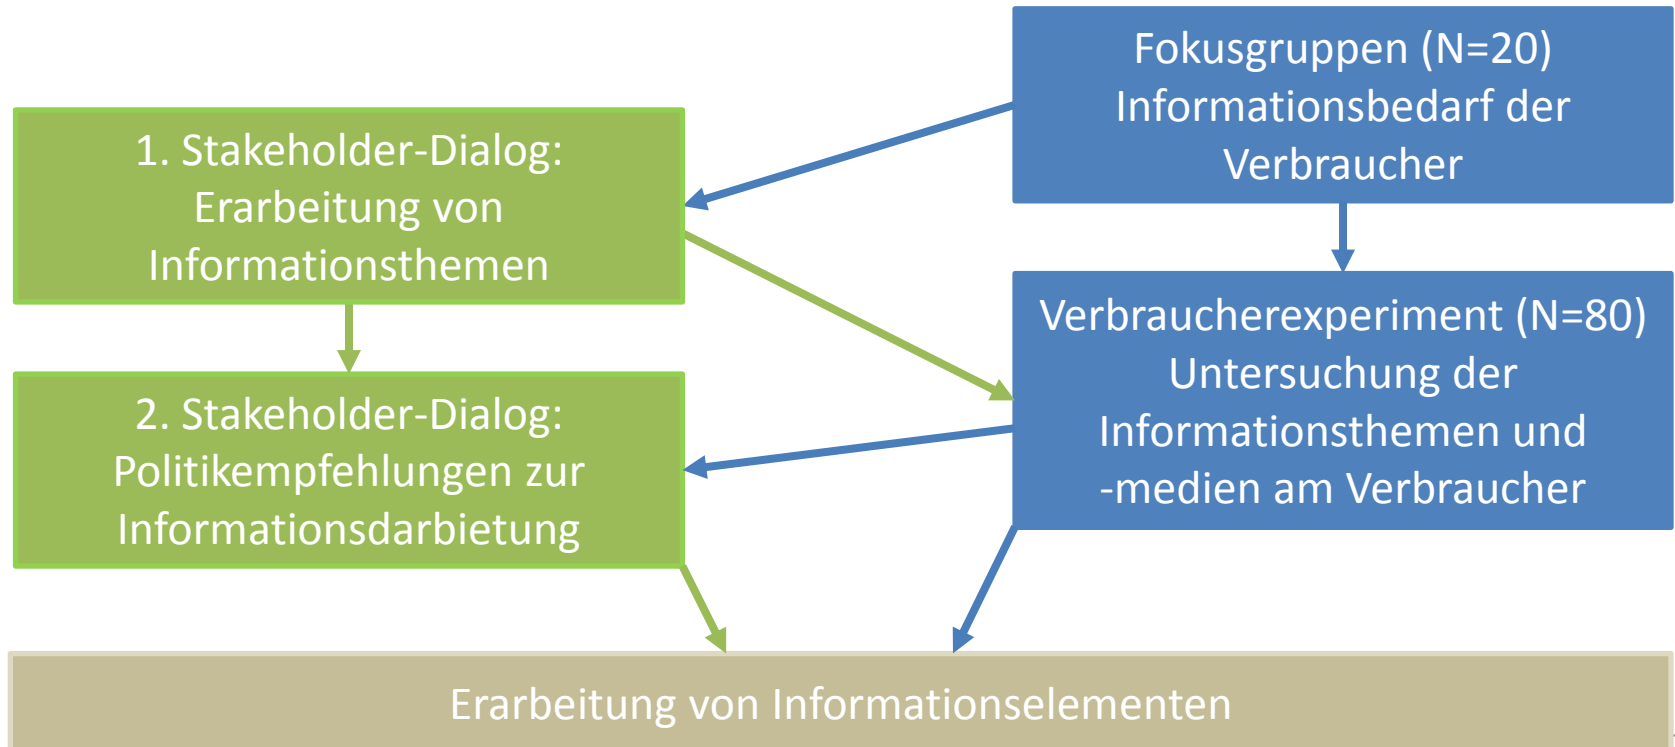 Fokusgruppen (N=20)
Informationsbedarf der
Verbraucher
1. Stakeholder-Dialog:
Erarbeitung von
Informationsthemen
Verbraucherexperiment (N=80)
Untersuchung der
Informationsthemen und
-medien am Verbraucher
2. Stakeholder-Dialog:
Politikempfehlungen zur
Informationsdarbietung
Erarbeitung von Informationselementen